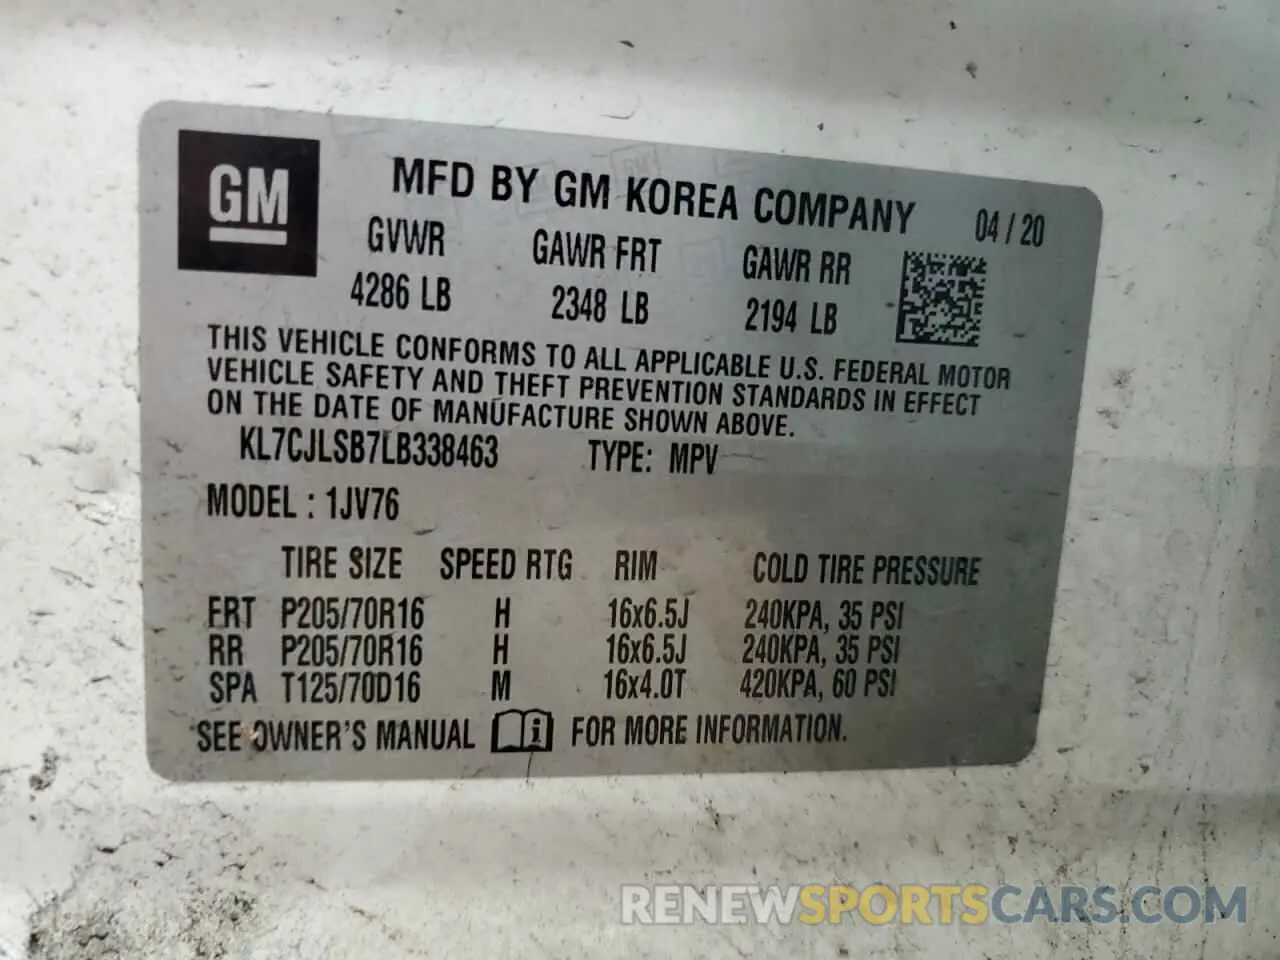 GM
MFD BY GM KOREA COMPANY 04 / 20
GVWR GAWR FRT GAWR RR
4286 LB 2348 LB 2194 LB
THIS VEHICLE CONFORMS TO ALL APPLICABLE U.S. FEDERAL MOTOR
VEHICLE SAFETY AND THEFT PREVENTION STANDARDS IN EFFECT
ON THE DATE OF MANUFACTURE SHOWN ABOVE.
KL7CJLSB7LB338463 TYPE: MPV
MODEL : 1JV76
TIRE SIZE SPEED RTG RIM COLD TIRE PRESSURE
FRT P205/70R16 H 16x6.5J 240KPA, 35 PSI
RR P205/70R16 H 16x6.5J 240KPA, 35 PSI
SPA T125/70D16 M 16x4.0T 420KPA, 60 PSI
SEE OWNER'S MANUAL i FOR MORE INFORMATION.
RENEWSPORTSCARS.COM